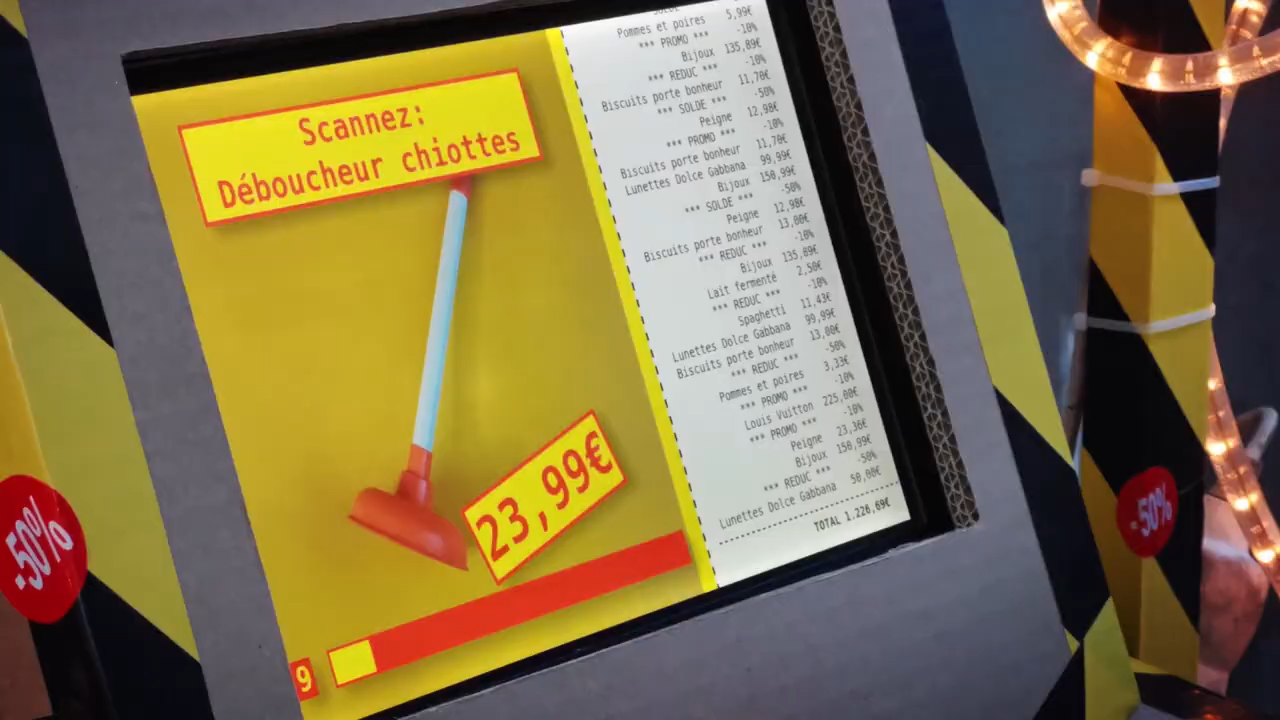 Scannez:
Déboucheur chiottes
23,99€
9
-50%
-50%
SOLDE
Pommes et poires 5,99€
*** PROMO *** -10%
Bijoux 135,89€
*** REDUC *** -10%
Biscuits porte bonheur 11,70€
*** SOLDE *** -50%
Peigne 12,98€
*** PROMO *** -10%
Biscuits porte bonheur 11,70€
Lunettes Dolce Gabbana 99,99€
Bijoux 150,99€
*** SOLDE *** -50%
Peigne 12,98€
Biscuits porte bonheur 13,00€
*** REDUC *** -10%
Bijoux 135,89€
Lait fermenté 2,50€
*** REDUC *** -10%
Spaghetti 11,43€
Lunettes Dolce Gabbana 99,99€
Biscuits porte bonheur 13,00€
*** REDUC *** -50%
Pommes et poires 3,33€
*** PROMO *** -10%
Louis Vuitton 225,00€
*** PROMO *** -10%
Peigne 23,36€
Bijoux 150,99€
*** REDUC *** -50%
Lunettes Dolce Gabbana 50,00€
TOTAL 1.226,69€